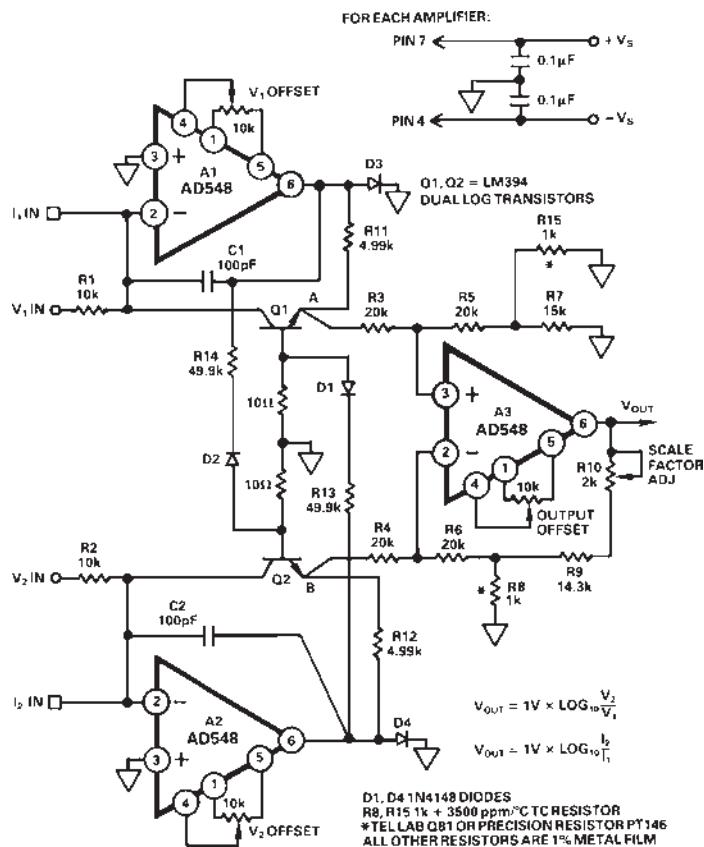 FOR EACH AMPLIFIER:
PIN 7
+ VS
0.1µF
0.1µF
PIN 4
− VS
V1 OFFSET
10k
4
1
5
3
+
A1
AD548
6
2
−
I1 IN
D3
Q1, Q2 = LM394
DUAL LOG TRANSISTORS
R11
4.99k
R15
1k
*
C1
100pF
R1
10k
V1 IN
Q1
A
R3
20k
R5
20k
R7
15k
R14
49.9k
10Ω
D1
3
+
A3
AD548
6
VOUT
2
−
5
1
4
10k
OUTPUT
OFFSET
R10
2k
SCALE
FACTOR
ADJ
D2
10Ω
R13
49.9k
R4
20k
R6
20k
R2
10k
V2 IN
Q2
B
R8
1k
*
R9
14.3k
C2
100pF
R12
4.99k
I2 IN
2
−
A2
AD548
6
D4
3
+
5
1
4
10k
V2 OFFSET
VOUT = 1V × LOG10 V2/V1
VOUT = 1V × LOG10 I2/I1
D1, D4 1N4148 DIODES
R8, R15 1k + 3500 ppm/°C TC RESISTOR
*TEL LAB Q81 OR PRECISION RESISTOR PT146
ALL OTHER RESISTORS ARE 1% METAL FILM